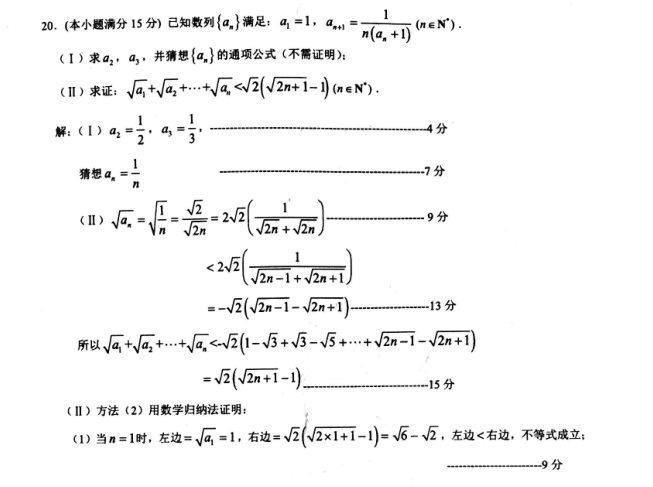 20. (本小题满分 15 分) 已知数列{aₙ}满足: a₁ = 1, aₙ₊₁ = 1/(n(aₙ+1)) (n∈N*).
(Ⅰ) 求 a₂, a₃, 并猜想{aₙ}的通项公式 (不需证明);
(Ⅱ) 求证: √a₁+√a₂+···+√aₙ<√2(√(2n+1)−1) (n∈N*).
解: (Ⅰ) a₂ = 1/2, a₃ = 1/3, ----------4 分
猜想 aₙ = 1/n ----------7 分
(Ⅱ) √aₙ = √(1/n) = √2/√(2n) = 2√2(1/(√(2n)+√(2n))) ---------- 9 分
< 2√2(1/(√(2n−1)+√(2n+1)))
= −√2(√(2n−1)−√(2n+1)) ----------13 分
所以 √a₁+√a₂+···+√aₙ<−√2(1−√3+√3−√5+···+√(2n−1)−√(2n+1))
= √2(√(2n+1)−1) ----------15 分
(Ⅱ) 方法 (2) 用数学归纳法证明:
(1) 当 n = 1时, 左边= √a₁ = 1, 右边= √2(√(2×1+1)−1)= √6−√2, 左边<右边, 不等式成立;
----------9 分